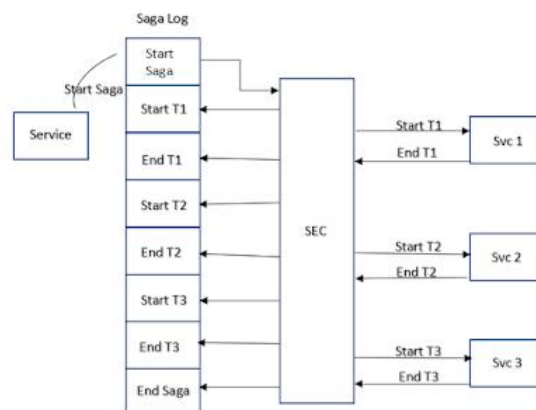 Saga Log
Start
Saga
Start Saga
Service
Start T1
End T1
Start T2
End T2
Start T3
End T3
End Saga
SEC
Start T1
End T1
Svc 1
Start T2
End T2
Svc 2
Start T3
End T3
Svc 3